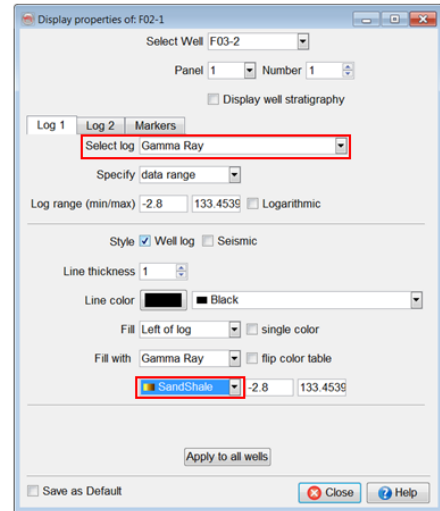 Display properties of: F02-1
Select Well F03-2
Panel 1 Number 1
Display well stratigraphy
Log 1 Log 2 Markers
Select log Gamma Ray
Specify data range
Log range (min/max) -2.8 133.4539 Logarithmic
Style Well log Seismic
Line thickness 1
Line color Black
Fill Left of log single color
Fill with Gamma Ray flip color table
SandShale -2.8 133.4539
Apply to all wells
Save as Default Close Help